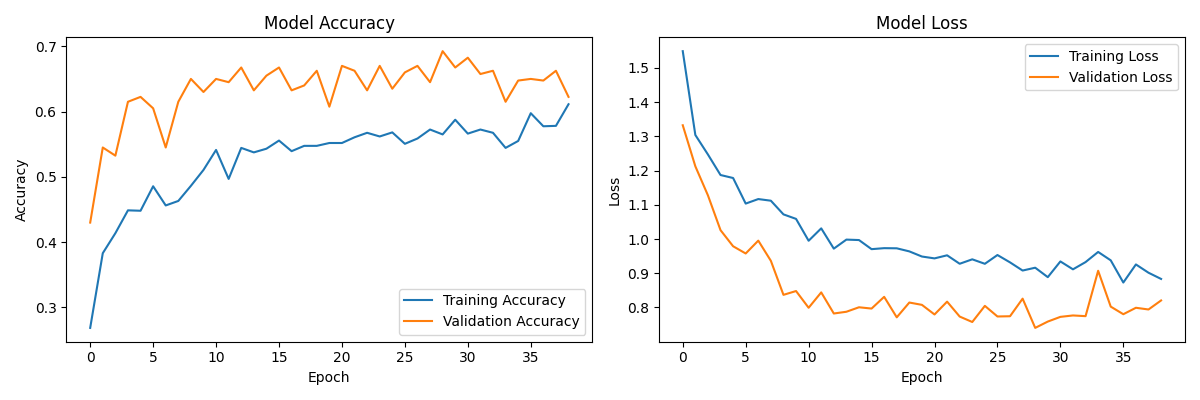 Model Accuracy
0.7
0.6
0.5
0.4
0.3
Accuracy
0 5 10 15 20 25 30 35
Epoch
Training Accuracy
Validation Accuracy
Model Loss
1.5
1.4
1.3
1.2
1.1
1.0
0.9
0.8
Loss
0 5 10 15 20 25 30 35
Epoch
Training Loss
Validation Loss